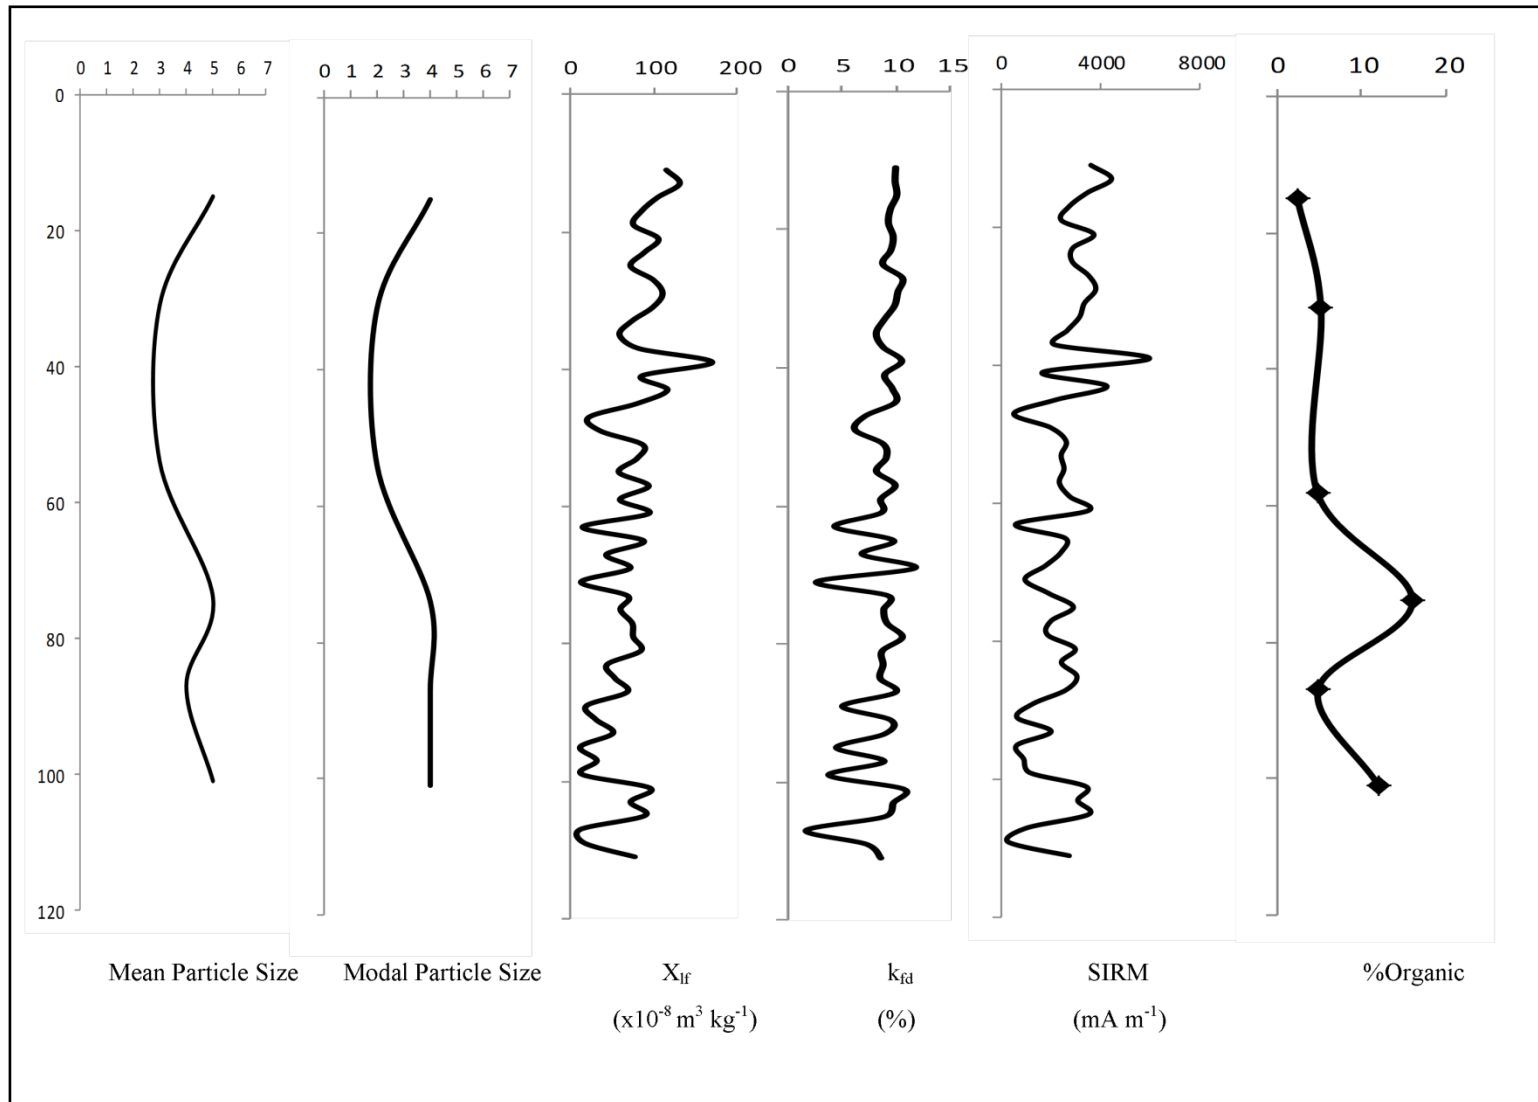 0 1 2 3 4 5 6 7
0 1 2 3 4 5 6 7
0 100 200
0 5 10 15
0 4000 8000
0 10 20
0
20
40
60
80
100
120
Mean Particle Size
Modal Particle Size
X_lf
k_fd
SIRM
%Organic
(x10⁻⁸ m³ kg⁻¹)
(%)
(mA m⁻¹)